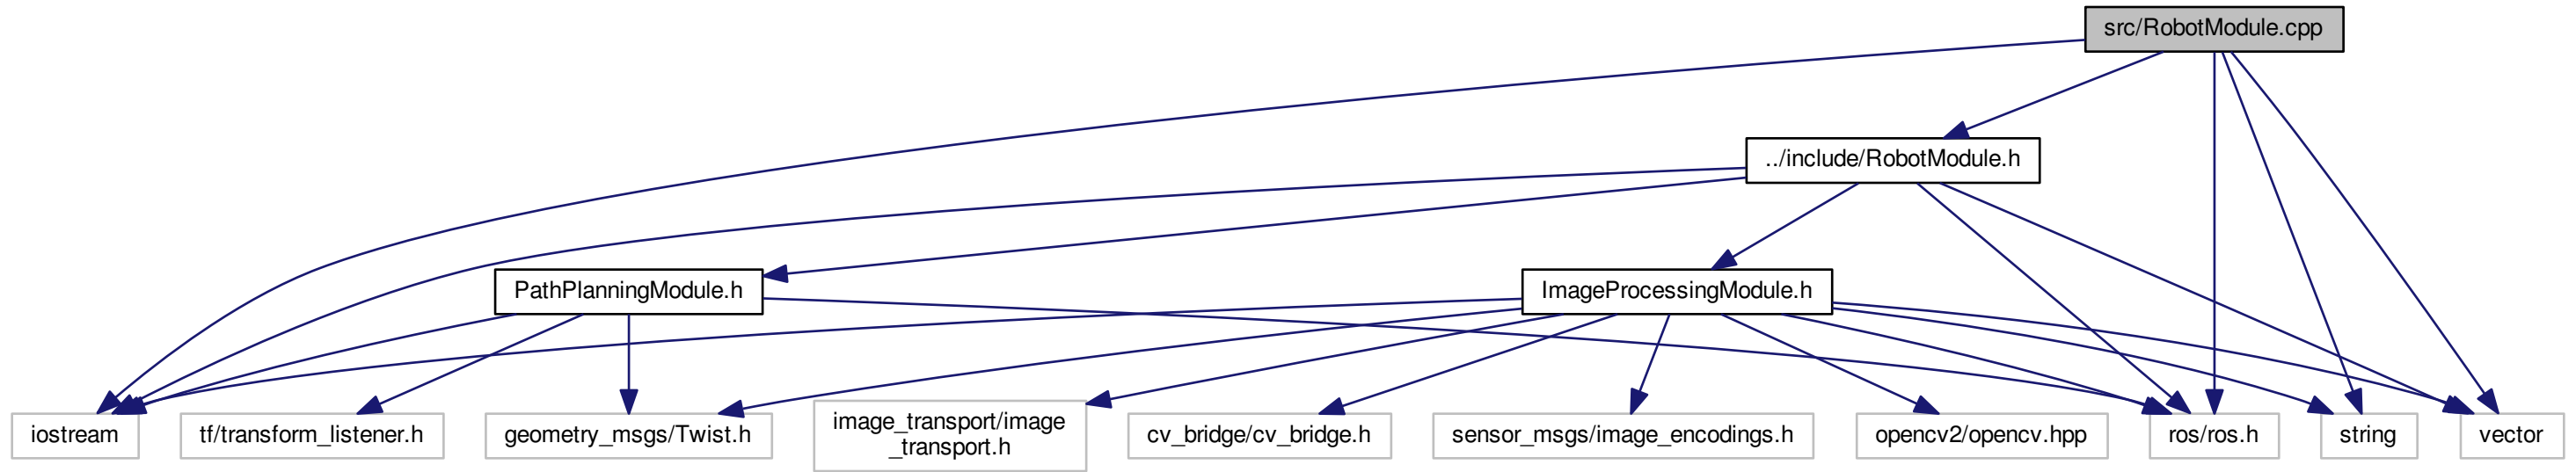 src/RobotModule.cpp
../include/RobotModule.h
PathPlanningModule.h
ImageProcessingModule.h
iostream
tf/transform_listener.h
geometry_msgs/Twist.h
image_transport/image
_transport.h
cv_bridge/cv_bridge.h
sensor_msgs/image_encodings.h
opencv2/opencv.hpp
ros/ros.h
string
vector